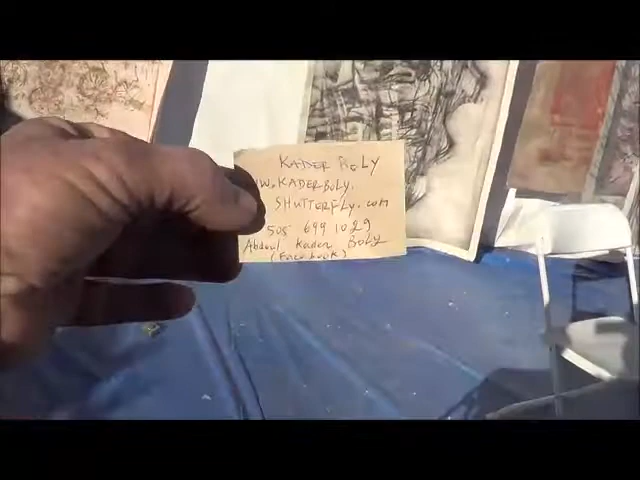 KADER BOLY
W.KADERBOLY.
SHUTTERFLY.COM
505 699 1029
Abdoul Kader BOLY
(Facebook)